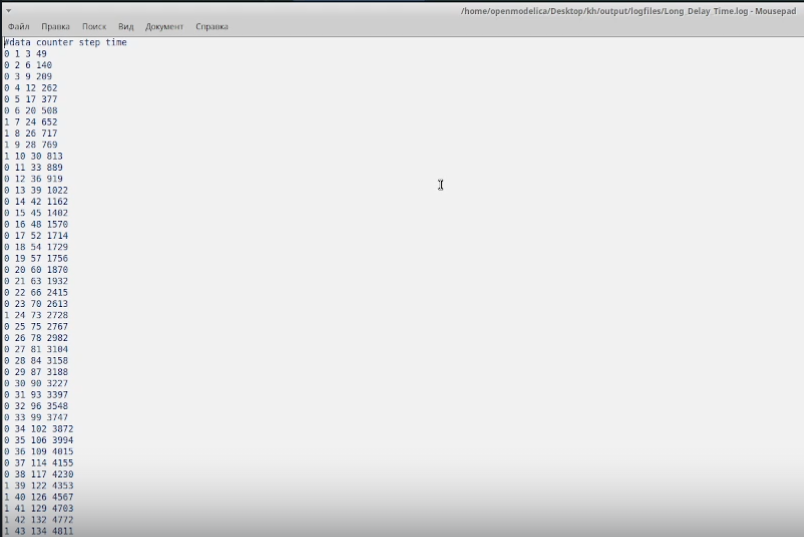 /home/openmodelica/Desktop/kh/output/logfiles/Long_Delay_Time.log - Mousepad
Файл Правка Поиск Вид Документ Справка
#data counter step time
0 1 3 49
0 2 6 140
0 3 9 209
0 4 12 262
0 5 17 377
0 6 20 508
1 7 24 652
1 8 26 717
1 9 28 769
1 10 30 813
0 11 33 889
0 12 36 919
0 13 39 1022
0 14 42 1162
0 15 45 1402
0 16 48 1570
0 17 52 1714
0 18 54 1729
0 19 57 1756
0 20 60 1870
0 21 63 1932
0 22 66 2415
0 23 70 2613
1 24 73 2728
0 25 75 2767
0 26 78 2982
0 27 81 3104
0 28 84 3158
0 29 87 3188
0 30 90 3227
0 31 93 3397
0 32 96 3548
0 33 99 3747
0 34 102 3872
0 35 106 3994
0 36 109 4015
0 37 114 4155
0 38 117 4230
1 39 122 4353
1 40 126 4567
1 41 129 4703
1 42 132 4772
1 43 134 4811